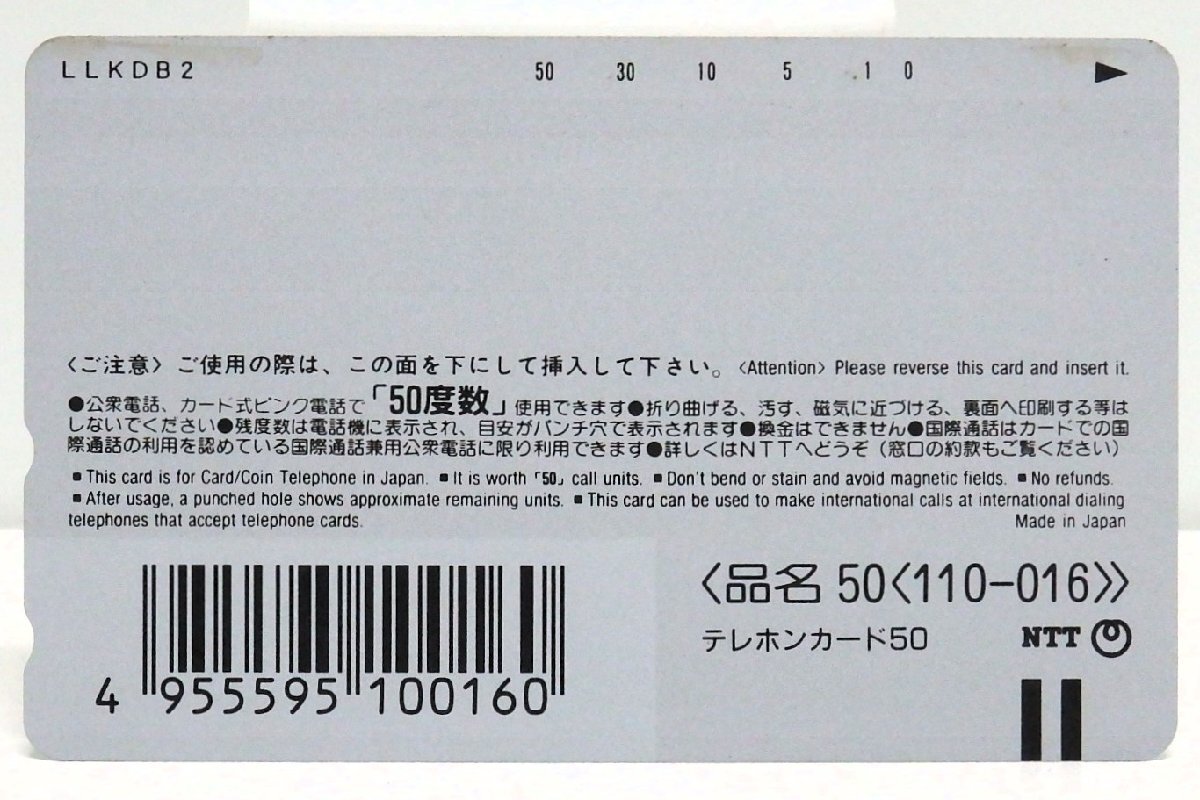 LLKDB2 50 30 10 5 .1 0 ▶
〈ご注意〉ご使用の際は、この面を下にして挿入して下さい。〈Attention〉Please reverse this card and insert it.
●公衆電話、カード式ピンク電話で「50度数」使用できます●折り曲げる、汚す、磁気に近づける、裏面へ印刷する等は
しないでください●残度数は電話機に表示され、目安がパンチ穴で表示されます●換金はできません●国際通話はカードでの国
際通話の利用を認めている国際通話兼用公衆電話に限り利用できます●詳しくはNTTへどうぞ(窓口の約款もご覧ください)
■This card is for Card/Coin Telephone in Japan. ■It is worth「50」call units. ■Don't bend or stain and avoid magnetic fields. ■No refunds.
■After usage, a punched hole shows approximate remaining units. ■This card can be used to make international calls at international dialing
telephones that accept telephone cards. Made in Japan
〈品名 50〈110-016〉〉
テレホンカード50 NTT
4 955595 100160